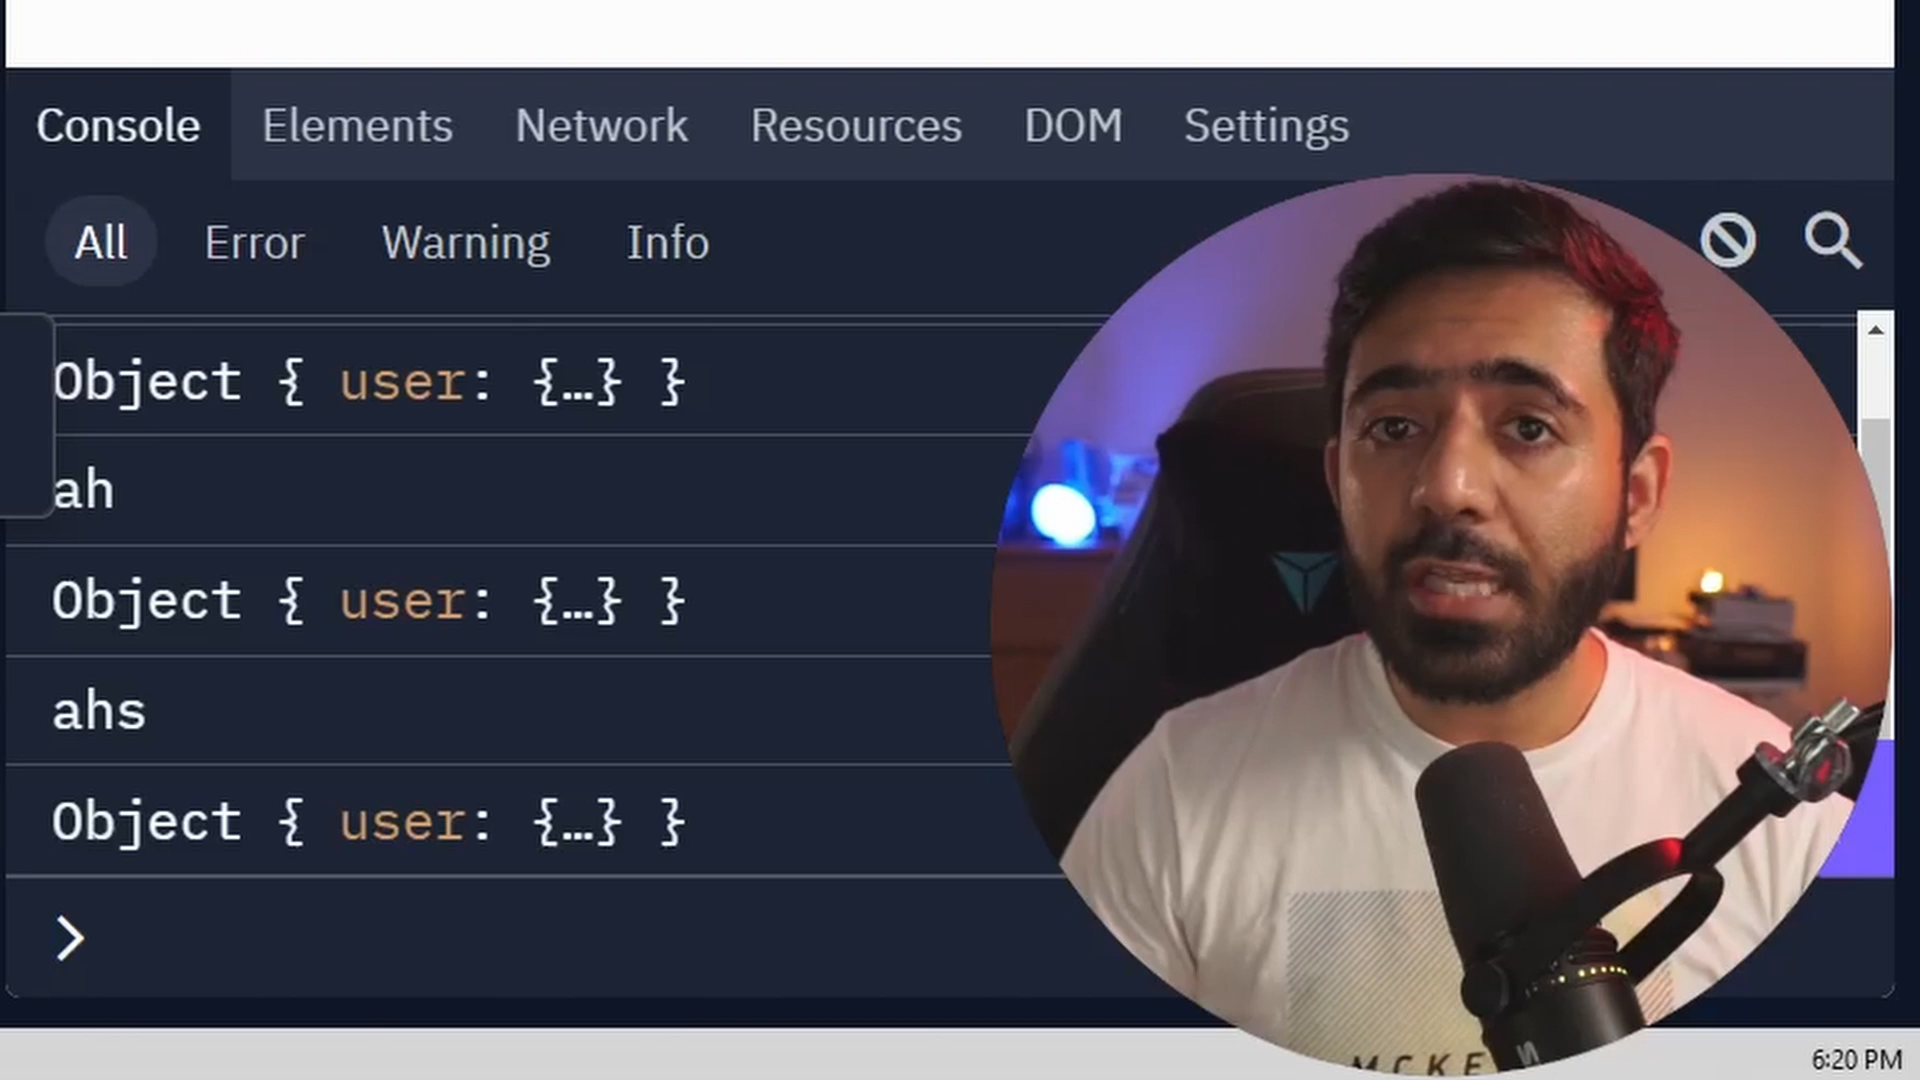 Console Elements Network Resources DOM Settings
All Error Warning Info
Object { user: {…} }
ah
Object { user: {…} }
ahs
Object { user: {…} }
>
MCKE
6:20 PM